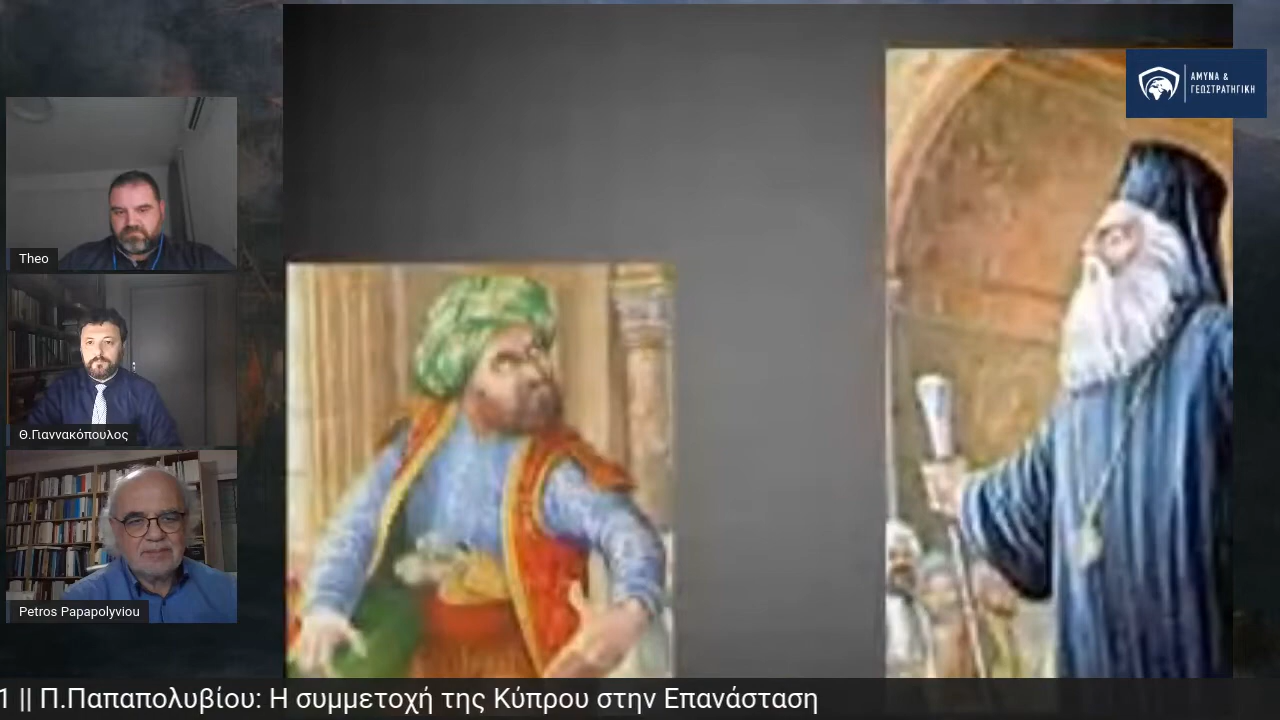 ΑΜΥΝΑ &
ΓΕΩΣΤΡΑΤΗΓΙΚΗ
Theo
Θ.Γιαννακόπουλος
Petros Papapolyviou
1 || Π.Παπαπολυβίου: Η συμμετοχή της Κύπρου στην Επανάσταση